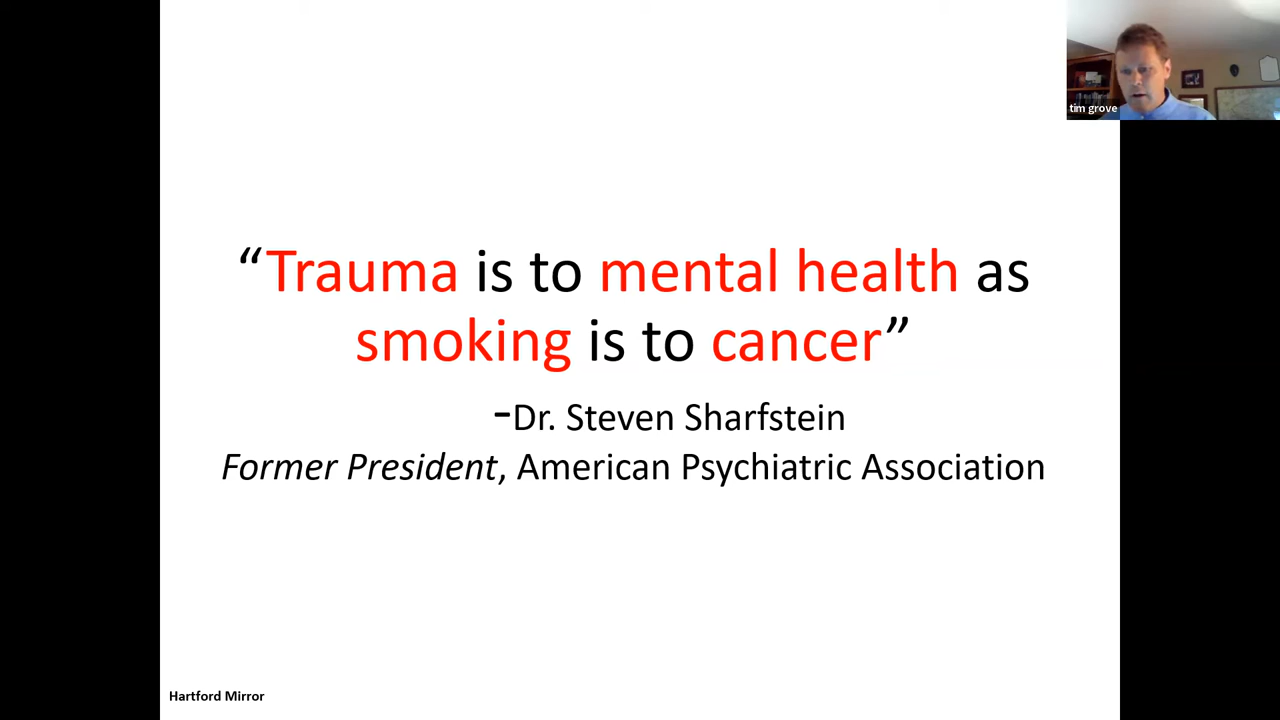 tim grove
“Trauma is to mental health as
smoking is to cancer”
-Dr. Steven Sharfstein
Former President, American Psychiatric Association
Hartford Mirror